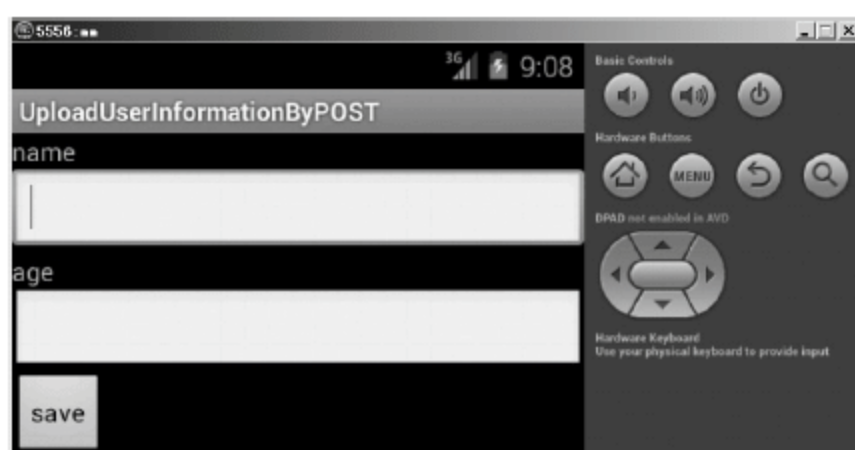 5556:
3G 9:08
UploadUserInformationByPOST
name
age
save
Basic Controls
Hardware Buttons
MENU
DPAD not enabled in AVD
Hardware Keyboard
Use your physical keyboard to provide input